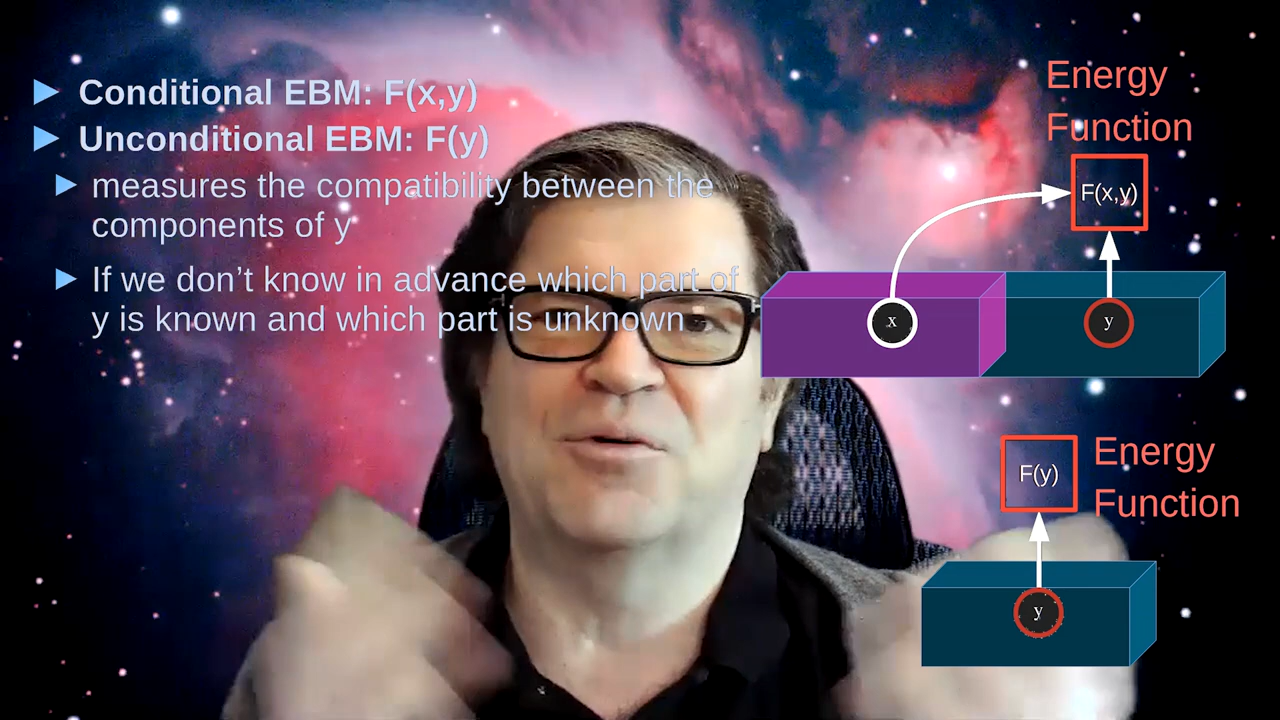 Conditional EBM: F(x,y)
Unconditional EBM: F(y)
measures the compatibility between the
components of y
If we don’t know in advance which part of
y is known and which part is unknown
Energy
Function
F(x,y)
x
y
Energy
Function
F(y)
y